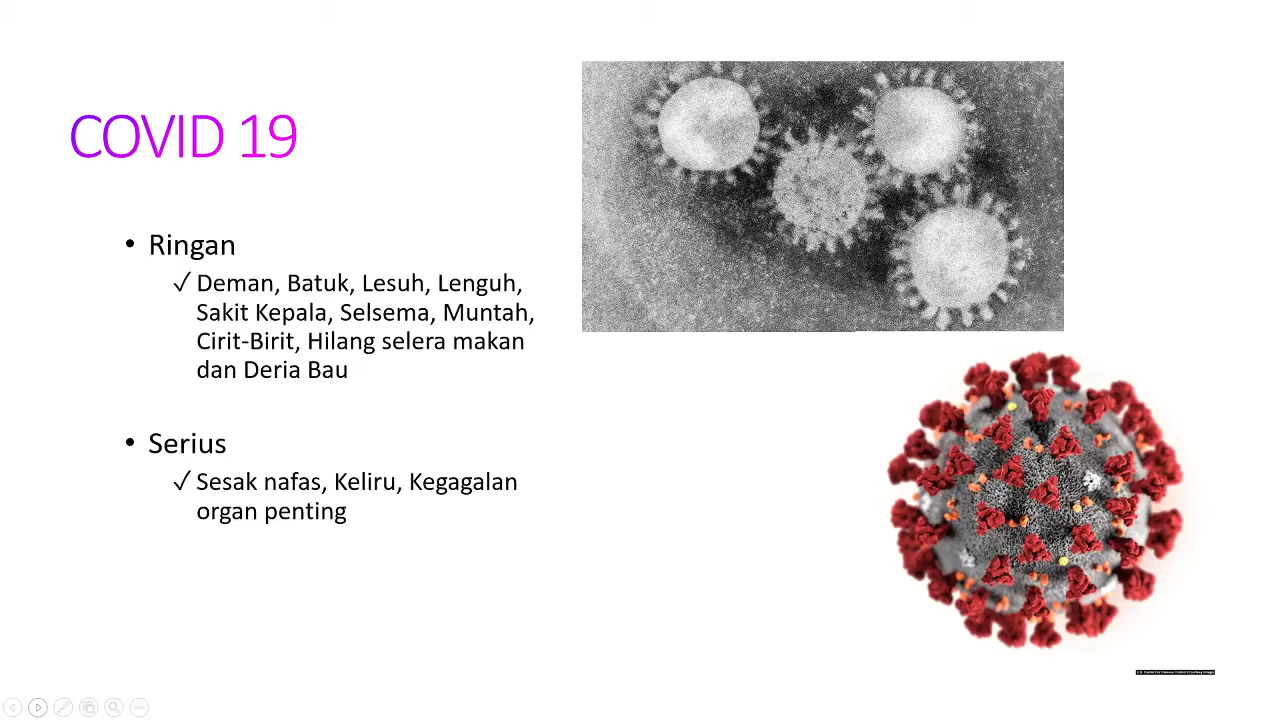 COVID 19
• Ringan
✓ Deman, Batuk, Lesuh, Lenguh,
Sakit Kepala, Selsema, Muntah,
Cirit-Birit, Hilang selera makan
dan Deria Bau
• Serius
✓ Sesak nafas, Keliru, Kegagalan
organ penting